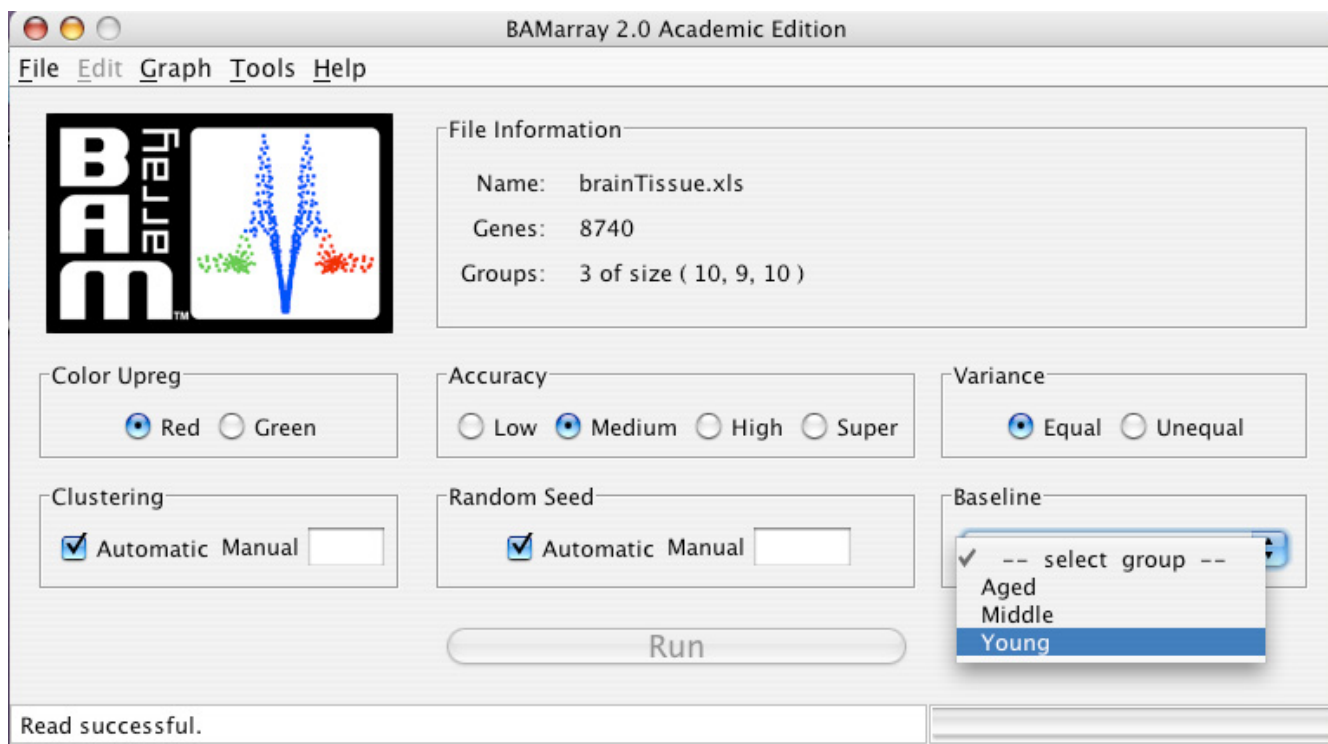 BAMarray 2.0 Academic Edition
File Edit Graph Tools Help
BAM array TM
File Information
Name: brainTissue.xls
Genes: 8740
Groups: 3 of size ( 10, 9, 10 )
Color Upreg
Red Green
Accuracy
Low Medium High Super
Variance
Equal Unequal
Clustering
Automatic Manual
Random Seed
Automatic Manual
Baseline
-- select group --
Aged
Middle
Young
Run
Read successful.